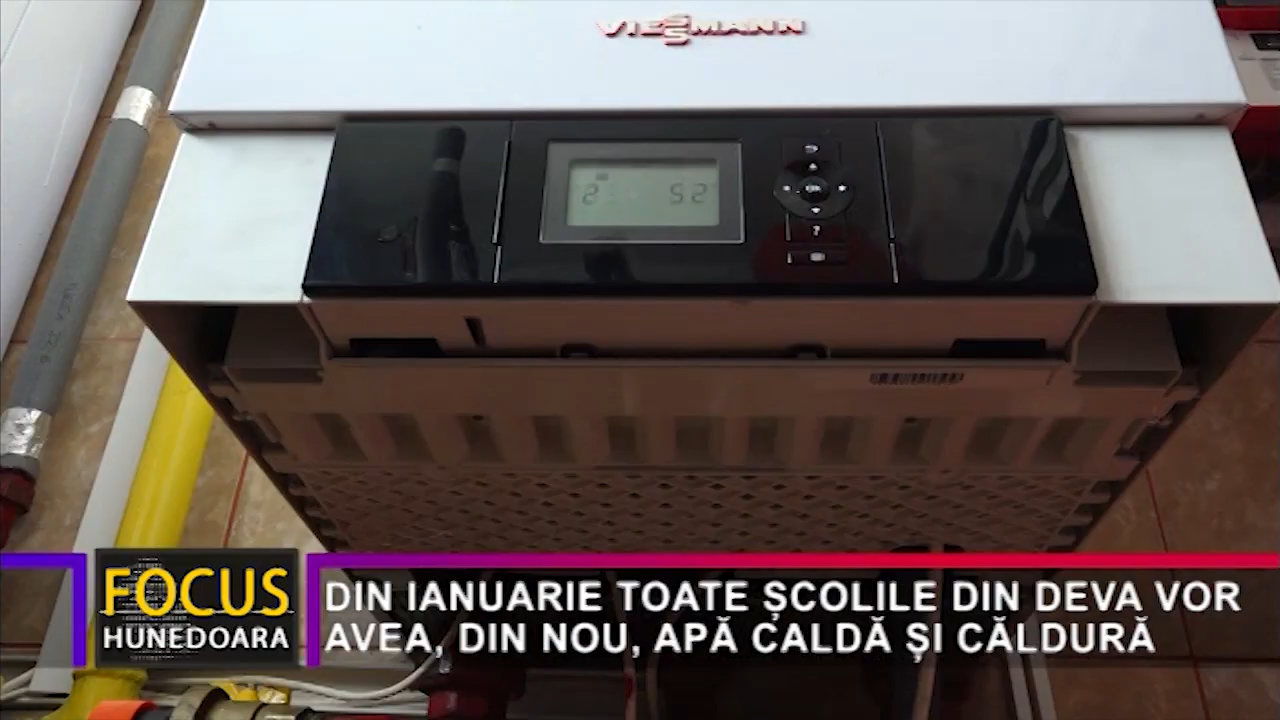 VIESSMANN
2 52
FOCUS
HUNEDOARA
DIN IANUARIE TOATE ȘCOLILE DIN DEVA VOR
AVEA, DIN NOU, APĂ CALDĂ ȘI CĂLDURĂ